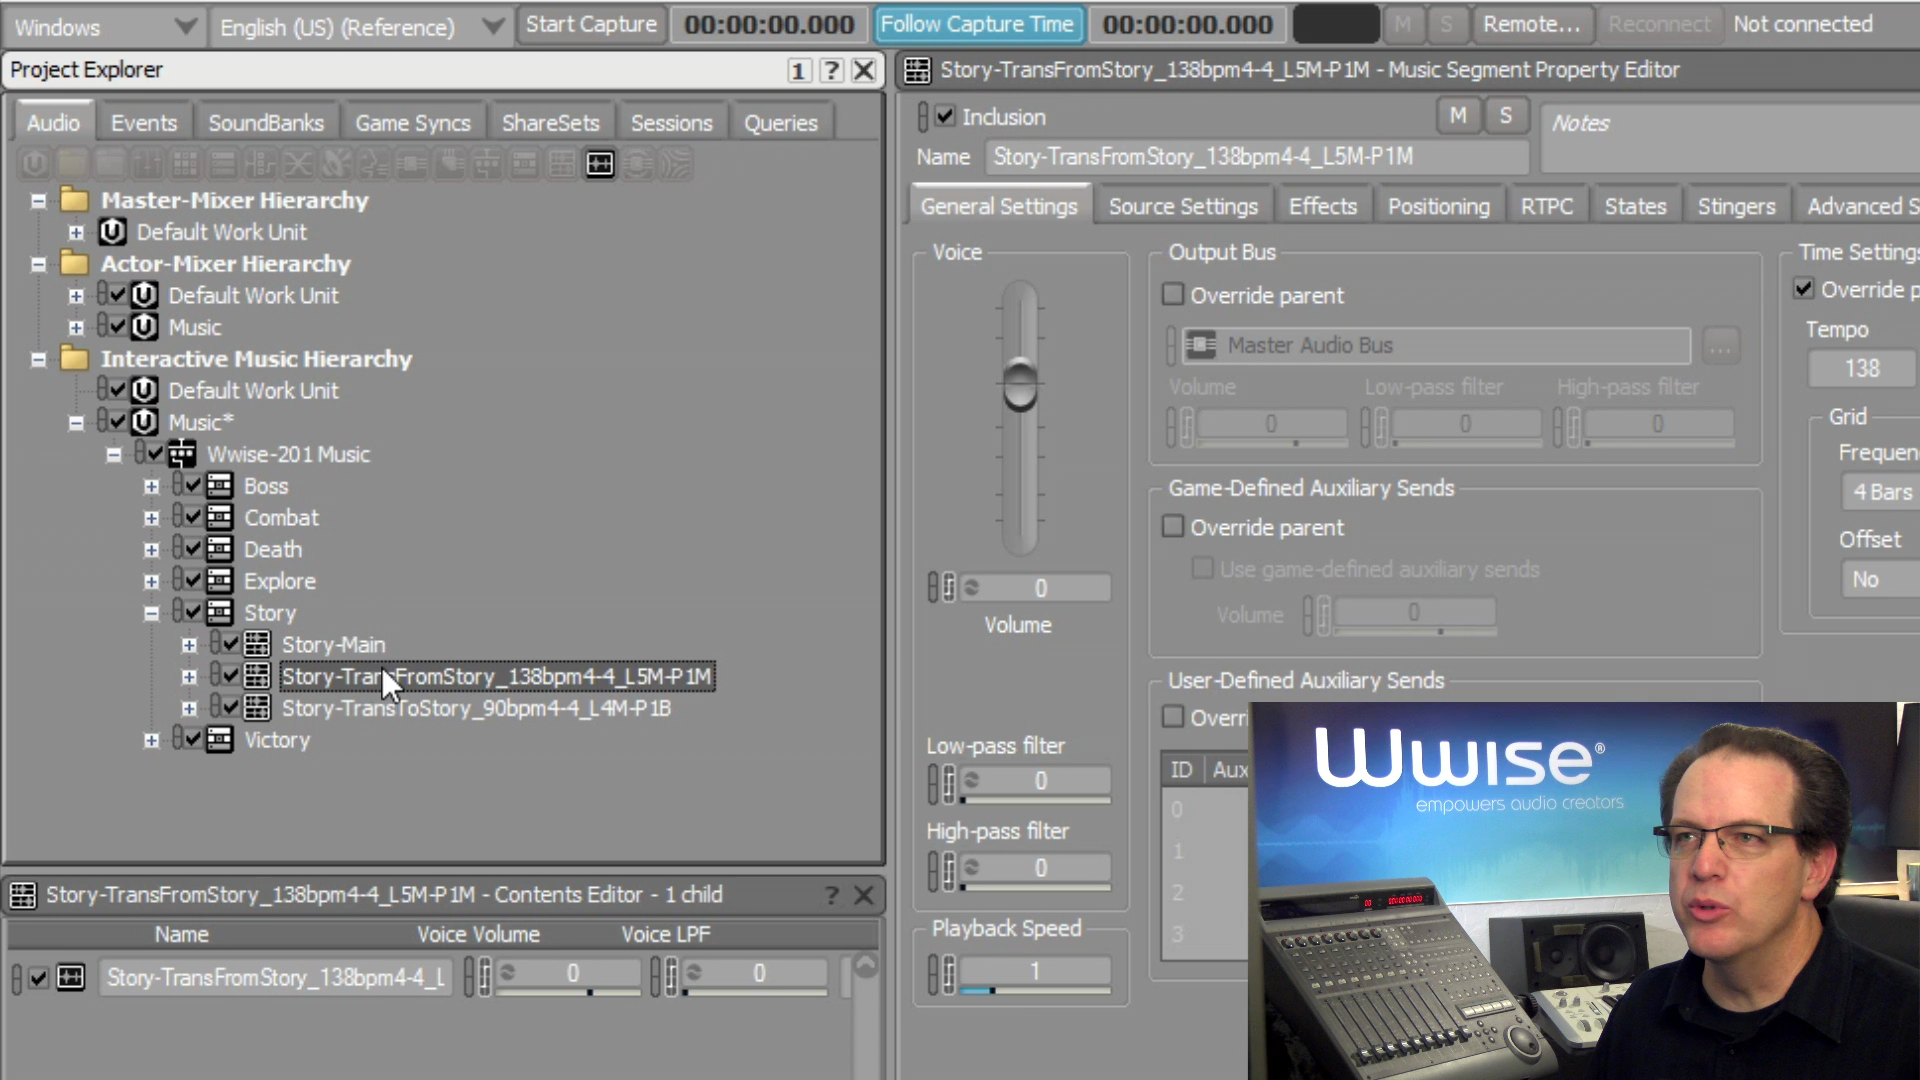 Windows
English (US) (Reference)
Start Capture
00:00:00.000
Follow Capture Time
00:00:00.000
M
S
Remote...
Reconnect
Not connected
Project Explorer
1
?
Audio
Events
SoundBanks
Game Syncs
ShareSets
Sessions
Queries
Master-Mixer Hierarchy
Default Work Unit
Actor-Mixer Hierarchy
Default Work Unit
Music
Interactive Music Hierarchy
Default Work Unit
Music*
Wwise-201 Music
Boss
Combat
Death
Explore
Story
Story-Main
Story-TransFromStory_138bpm4-4_L5M-P1M
Story-TransToStory_90bpm4-4_L4M-P1B
Victory
Story-TransFromStory_138bpm4-4_L5M-P1M - Contents Editor - 1 child
?
Name
Voice Volume
Voice LPF
Story-TransFromStory_138bpm4-4_L
0
0
Story-TransFromStory_138bpm4-4_L5M-P1M - Music Segment Property Editor
Inclusion
M
S
Notes
Name
Story-TransFromStory_138bpm4-4_L5M-P1M
General Settings
Source Settings
Effects
Positioning
RTPC
States
Stingers
Advanced S
Voice
0
Volume
Low-pass filter
0
High-pass filter
0
Playback Speed
1
Output Bus
Override parent
Master Audio Bus
...
Volume
Low-pass filter
High-pass filter
0
0
0
Game-Defined Auxiliary Sends
Override parent
Use game-defined auxiliary sends
Volume
0
User-Defined Auxiliary Sends
Overri
ID
Aux
0
1
2
3
Time Settings
Override p
Tempo
138
Grid
Frequen
4 Bars
Offset
No
Wwise®
empowers audio creators